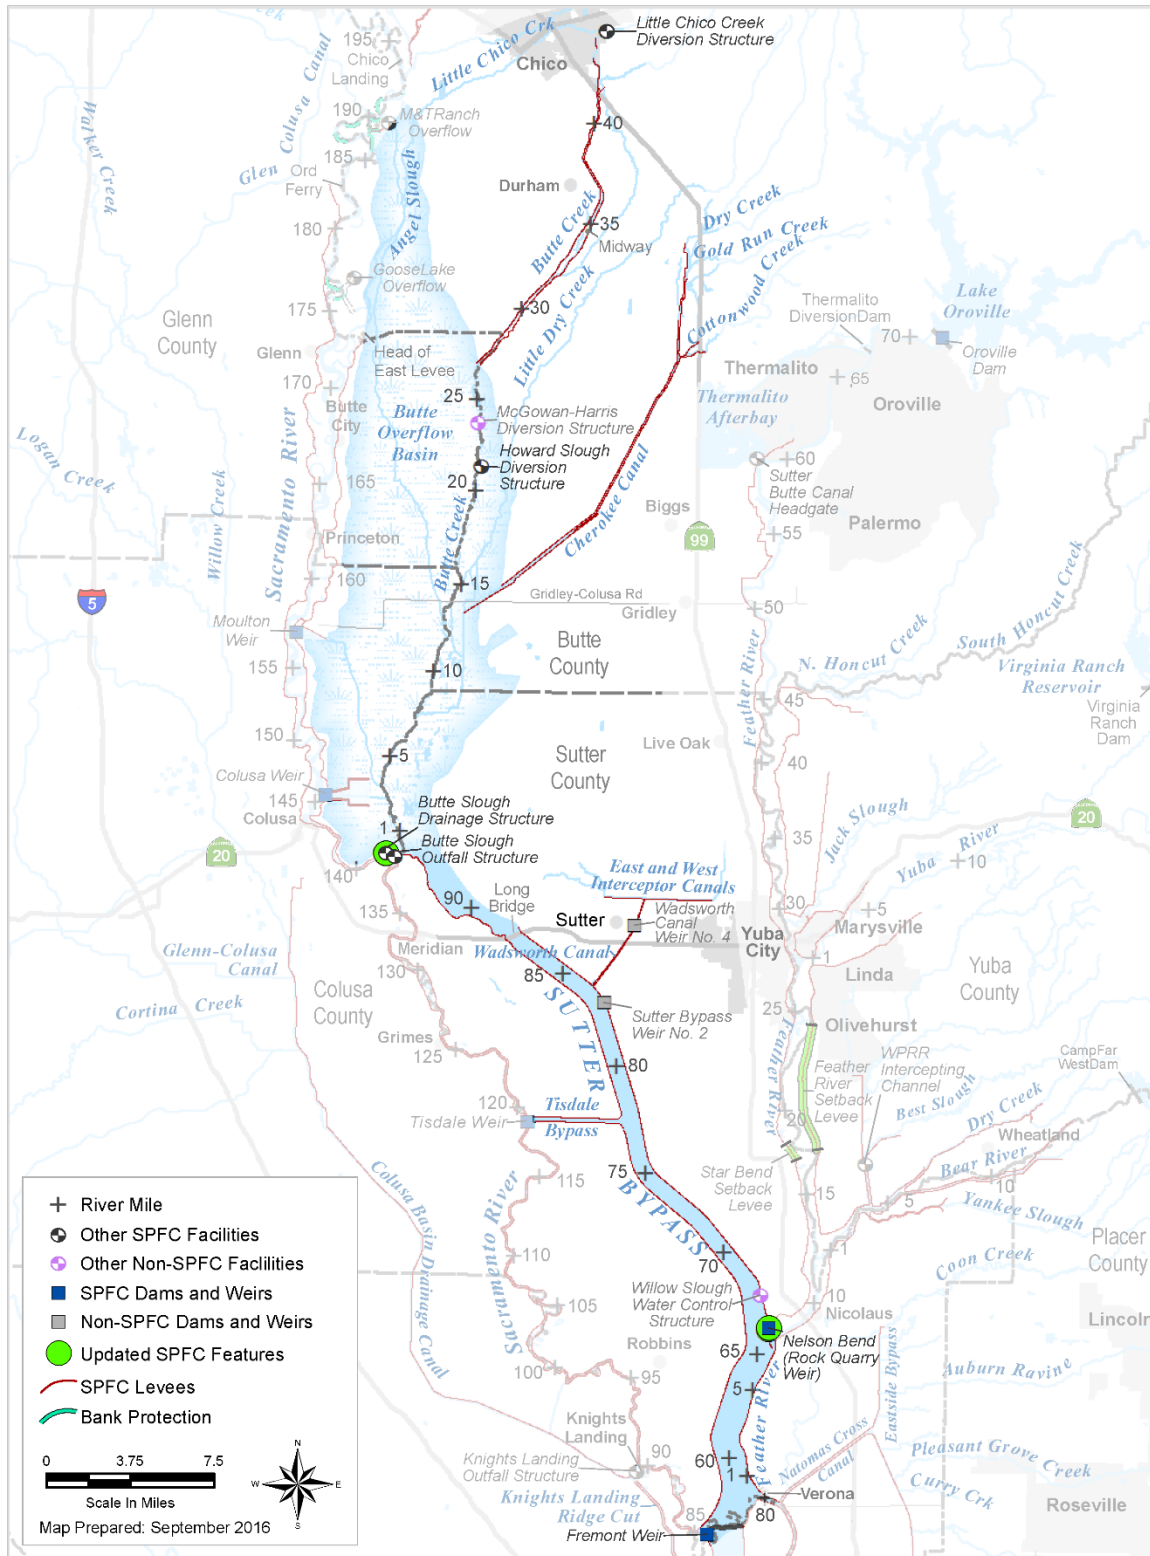 Little Chico Creek
Diversion Structure
195
Chico
Landing
Little Chico Crk
Chico
Glen Colusa Canal
Walker Creek
190
M&TRanch
Overflow
40
185
Ord
Ferry
Angel Slough
Durham
Butte Creek
35
Midway
Dry Creek
Gold Run Creek
Cottonwood Creek
180
GooseLake
Overflow
175
30
Little Dry Creek
Thermalito
DiversionDam
Lake
Oroville
70
Oroville
Dam
Glenn
County
Glenn
Head of
East Levee
170
Butte
City
25
Butte
Overflow
Basin
McGowan-Harris
Diversion Structure
Howard Slough
Diversion
Structure
Thermalito
65
Oroville
Thermalito
Afterbay
Logan Creek
Sacramento River
165
20
60
Sutter
Butte Canal
Headgate
Cherokee Canal
Biggs
99
55
Palermo
Willow Creek
Princeton
Butte Creek
160
15
5
Gridley-Colusa Rd
Gridley
50
Moulton
Weir
Butte
County
South Honcut Creek
N. Honcut Creek
Feather River
155
10
Virginia Ranch
Reservoir
45
Virginia
Ranch
Dam
150
5
Sutter
County
Live Oak
40
Colusa Weir
145
Colusa
Butte Slough
Drainage Structure
1
Butte Slough
Outfall Structure
20
35
Jack Slough
20
Yuba River
10
140
East and West
Interceptor Canals
135
90
Long
Bridge
Sutter
Wadsworth
Canal
Weir No. 4
30
5
Marysville
Yuba
City
Glenn-Colusa
Canal
Meridian
Wadsworth Canal
130
85
1
Linda
Yuba
County
Cortina Creek
Colusa
County
SUTTER
Sutter Bypass
Weir No. 2
25
Olivehurst
Grimes
125
Feather River
Feather
River
Setback
Levee
WPRR
Intercepting
Channel
CampFar
WestDam
80
Best Slough
Dry Creek
120
Tisdale
Bypass
Tisdale Weir
20
Wheatland
Bear River
75
115
Star Bend
Setback
Levee
15
5
10
Yankee Slough
Colusa Basin Drainage Canal
Sacramento River
BYPASS
Placer
County
110
70
1
Coon Creek
Willow Slough
Water Control
Structure
10
Nicolaus
105
Lincoln
Robbins
65
Nelson Bend
(Rock Quarry
Weir)
100
95
5
Eastside Bypass
Auburn Ravine
Feather River
Knights
Landing
90
60
1
Natomas Cross
Canal
Pleasant Grove Creek
Knights Landing
Outfall Structure
Curry Crk
Verona
Knights Landing
Ridge Cut
80
Roseville
85
Fremont Weir
River Mile
Other SPFC Facilities
Other Non-SPFC Facilities
SPFC Dams and Weirs
Non-SPFC Dams and Weirs
Updated SPFC Features
SPFC Levees
Bank Protection
0 3.75 7.5
Scale In Miles
N
W E
S
Map Prepared: September 2016